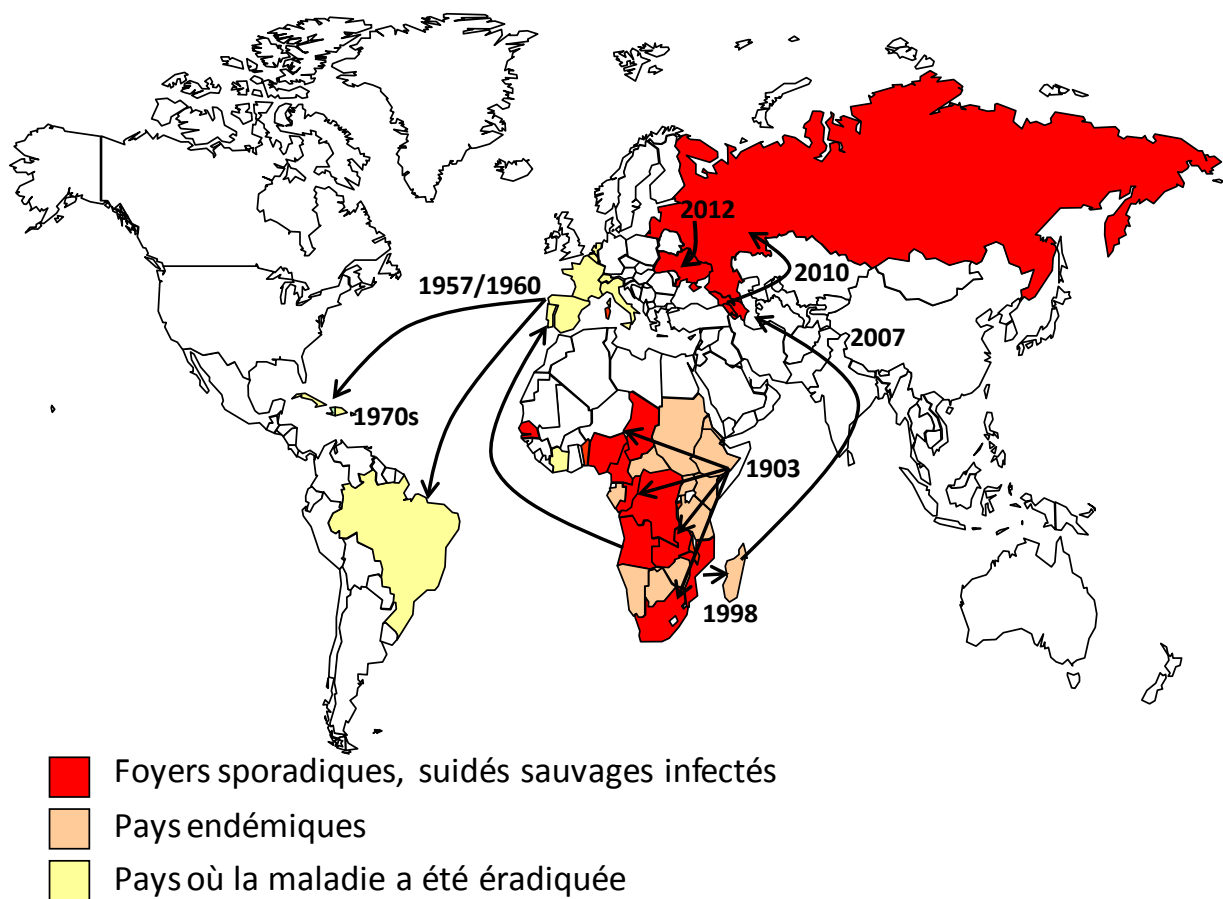 2012
1957/1960
2010
2007
1970s
1903
1998
Foyers sporadiques, suidés sauvages infectés
Pays endémiques
Pays où la maladie a été éradiquée